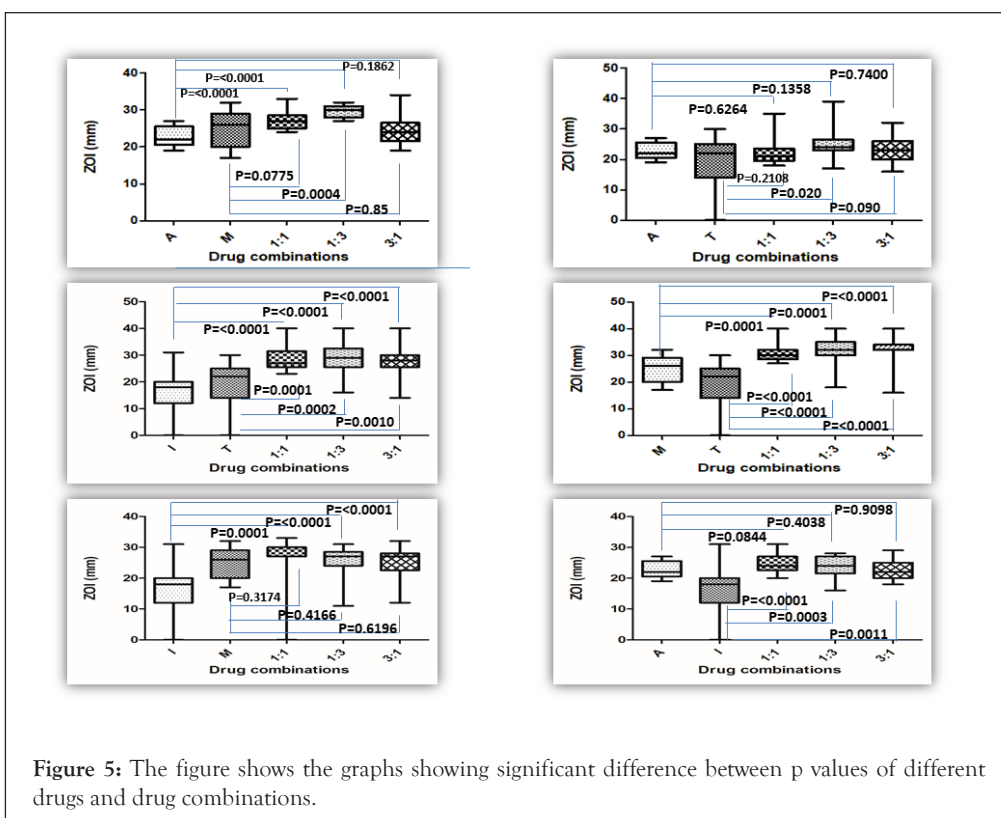 P=0.1862
P=<0.0001
P=<0.0001
40
30
20
10
0
ZOI (mm)
P=0.0775
P=0.0004
P=0.85
A M 1:1 1:3 3:1
Drug combinations
P=0.7400
P=0.1358
P=0.6264
50
40
30
20
10
0
ZOI (mm)
P=0.2108
P=0.020
P=0.090
A T 1:1 1:3 3:1
Drug combinations
P=<0.0001
P=<0.0001
P=<0.0001
50
40
30
20
10
0
ZOI (mm)
P=0.0001
P=0.0002
P=0.0010
I T 1:1 1:3 3:1
Drug combinations
P=<0.0001
P=0.0001
P=0.0001
50
40
30
20
10
0
ZOI (mm)
P=<0.0001
P=<0.0001
P=<0.0001
M T 1:1 1:3 3:1
Drug combinations
P=<0.0001
P=<0.0001
P=0.0001
40
30
20
10
0
ZOI (mm)
P=0.3174
P=0.4166
P=0.6196
I M 1:1 1:3 3:1
Drug combinations
P=0.9098
P=0.4038
P=0.0844
40
30
20
10
0
ZOI (mm)
P=<0.0001
P=0.0003
P=0.0011
A I 1:1 1:3 3:1
Drug combinations
Figure 5: The figure shows the graphs showing significant difference between p values of different
drugs and drug combinations.